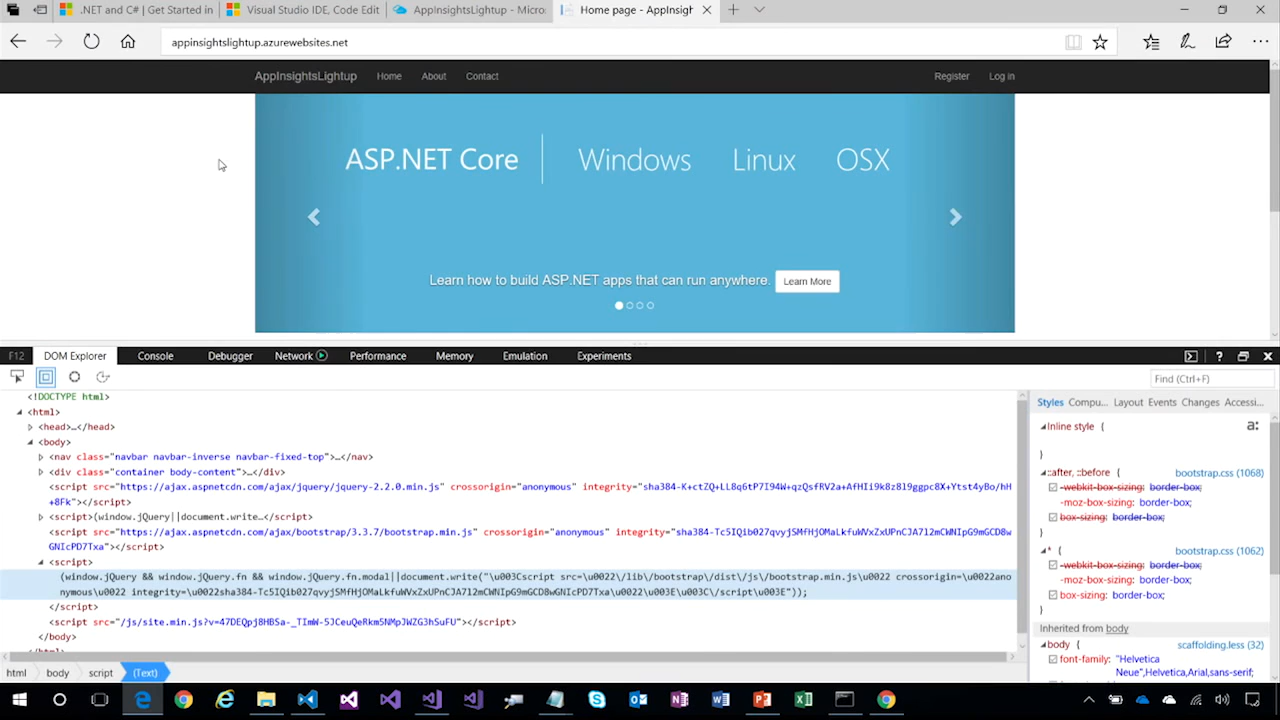 .NET and C# | Get Started in
Visual Studio IDE, Code Edit
AppInsightsLightup - Micro
Home page - AppInsigh
appinsightslightup.azurewebsites.net
AppInsightsLightup Home About Contact Register Log in
ASP.NET Core Windows Linux OSX
Learn how to build ASP.NET apps that can run anywhere. Learn More
F12 DOM Explorer Console Debugger Network Performance Memory Emulation Experiments
Find (Ctrl+F)
<!DOCTYPE html>
<html>
<head>…</head>
<body>
<nav class="navbar navbar-inverse navbar-fixed-top">…</nav>
<div class="container body-content">…</div>
<script src="https://ajax.aspnetcdn.com/ajax/jquery/jquery-2.2.0.min.js" crossorigin="anonymous" integrity="sha384-K+ctZQ+LL8q6tP7I94W+qzQsfRV2a+AfHIi9k8z8l9ggpc8X+Ytst4yBo/hH
+8Fk"></script>
<script>(window.jQuery||document.write…</script>
<script src="https://ajax.aspnetcdn.com/ajax/bootstrap/3.3.7/bootstrap.min.js" crossorigin="anonymous" integrity="sha384-Tc5IQib027qvyjSMfHjOMaLkfuWVxZxUPnCJA7l2mCWNIpG9mGCD8w
GNIcPD7Txa"></script>
<script>
(window.jQuery && window.jQuery.fn && window.jQuery.fn.modal||document.write("\u003Cscript src=\u0022\/lib\/bootstrap\/dist\/js\/bootstrap.min.js\u0022 crossorigin=\u0022ano
nymous\u0022 integrity=\u0022sha384-Tc5IQib027qvyjSMfHjOMaLkfuWVxZxUPnCJA7l2mCWNIpG9mGCD8wGNIcPD7Txa\u0022\u003E\u003C\/script\u003E"));
</script>
<script src="/js/site.min.js?v=47DEQpj8HBSa-_TImW-5JCeuQeRkm5NMpJWZG3hSuFU"></script>
</body>
html body script (Text)
Styles Compu... Layout Events Changes Accessi...
Inline style { a:
}
::after, ::before { bootstrap.css (1068)
-webkit-box-sizing: border-box;
-moz-box-sizing: border-box;
box-sizing: border-box;
}
* { bootstrap.css (1062)
-webkit-box-sizing: border-box;
-moz-box-sizing: border-box;
box-sizing: border-box;
}
Inherited from body
body { scaffolding.less (32)
font-family: "Helvetica
Neue",Helvetica,Arial,sans-serif;